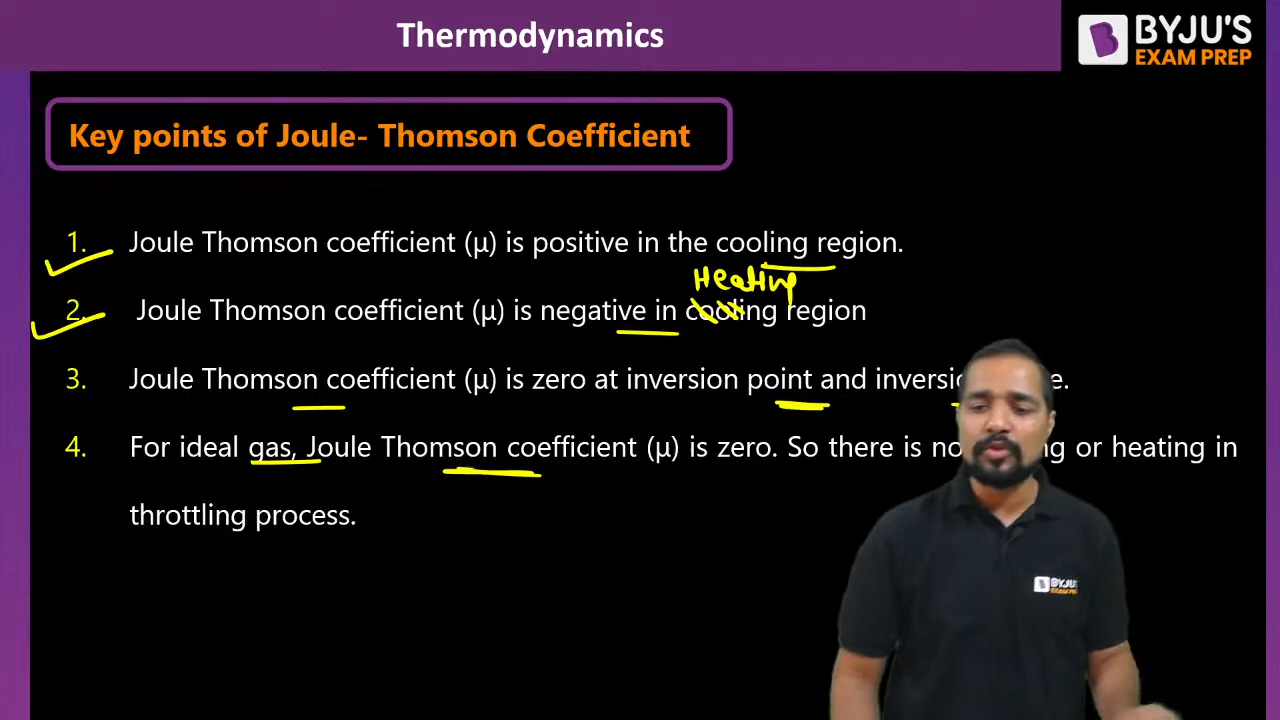 Thermodynamics
BYJU'S
EXAM PREP
Key points of Joule- Thomson Coefficient
1. Joule Thomson coefficient (μ) is positive in the cooling region.
Heating
2. Joule Thomson coefficient (μ) is negative in cooling region
3. Joule Thomson coefficient (μ) is zero at inversion point and
4. For ideal gas, Joule Thomson coefficient (μ) is zero. So there is no or heating in
throttling process.
BYJU'S
EXAM PREP